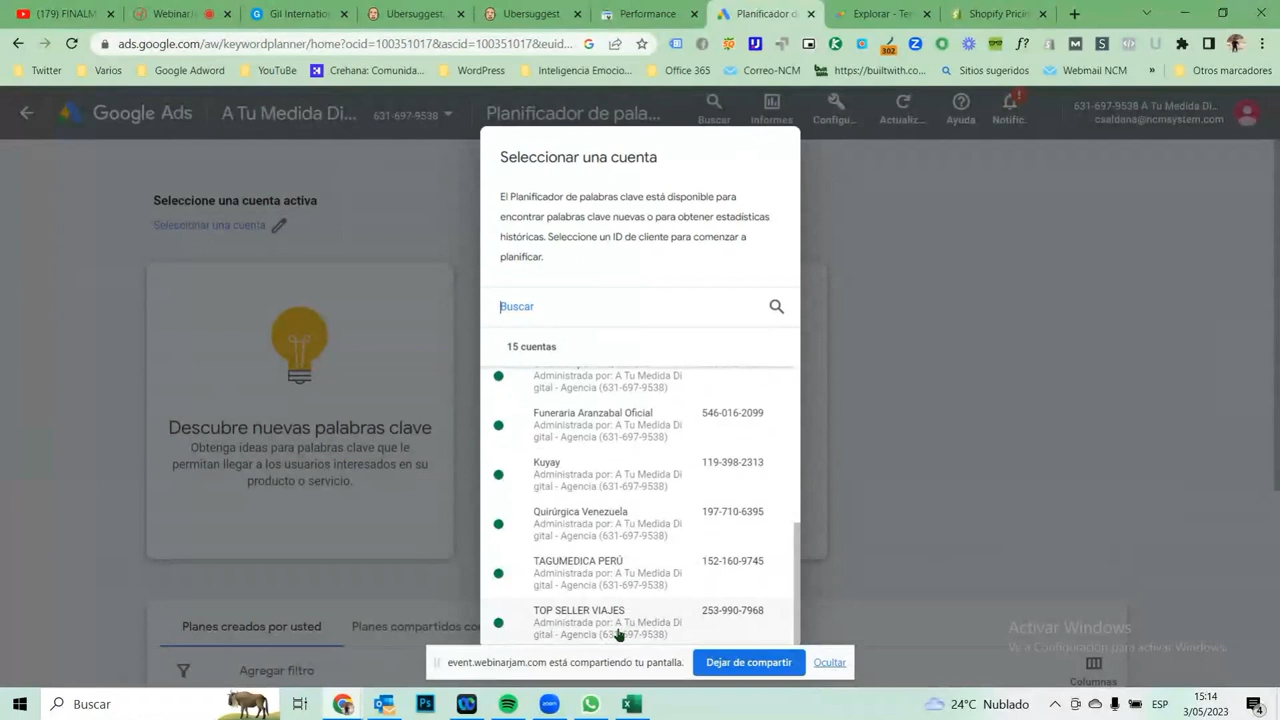 (179) FINALM
Webinar
Gil Internation
Ubersuggest
Ubersuggest
Performance
Planificador d
Explorar - Ten
Shopify Pricin
ads.google.com/aw/keywordplanner/home?ocid=100351017&ascid=100351017&euid...
302
Twitter
Varios
Google Adword
YouTube
Crehana: Comunida...
WordPress
Inteligencia Emocio...
Office 365
Correo-NCM
https://builtwith.co...
Sitios sugeridos
Webmail NCM
»
Otros marcadores
Google Ads
A Tu Medida Di...
631-697-9538
Planificador de pala...
Buscar
Informes
Configu...
Actualiz...
Ayuda
Notific...
631-697-9538 A Tu Medida Di...
csaldana@ncmsystem.com
Seleccione una cuenta activa
Seleccionar una cuenta
Descubre nuevas palabras clave
Obtenga ideas para palabras clave que le
permitan llegar a los usuarios interesados en su
producto o servicio.
Planes creados por usted
Planes compartidos co
Agregar filtro
Columnas
Seleccionar una cuenta
El Planificador de palabras clave está disponible para
encontrar palabras clave nuevas o para obtener estadísticas
históricas. Seleccione un ID de cliente para comenzar a
planificar.
Buscar
15 cuentas
Administrada por: A Tu Medida Di
gital - Agencia (631-697-9538)
Funeraria Aranzabal Oficial 546-016-2099
Administrada por: A Tu Medida Di
gital - Agencia (631-697-9538)
Kuyay 119-398-2313
Administrada por: A Tu Medida Di
gital - Agencia (631-697-9538)
Quirúrgica Venezuela 197-710-6395
Administrada por: A Tu Medida Di
gital - Agencia (631-697-9538)
TAGUMEDICA PERÚ 152-160-9745
Administrada por: A Tu Medida Di
gital - Agencia (631-697-9538)
TOP SELLER VIAJES 253-990-7968
Administrada por: A Tu Medida Di
gital - Agencia (631-697-9538)
event.webinarjam.com está compartiendo tu pantalla.
Dejar de compartir
Ocultar
Activar Windows
Ve a Configuración para activar Windows.
Buscar
24°C Nublado
ESP
15:14
3/05/2023
4